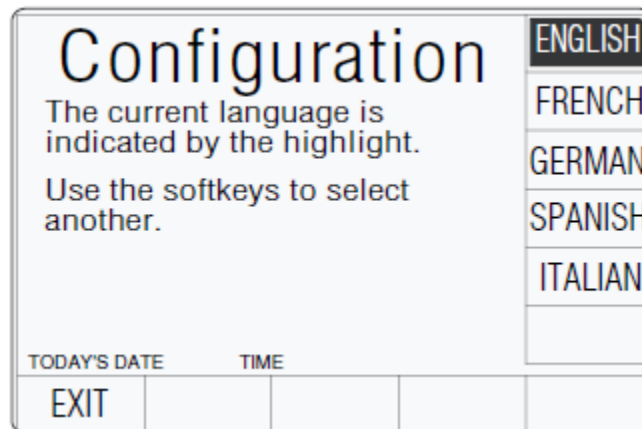 Configuration
The current language is
indicated by the highlight.
Use the softkeys to select
another.
ENGLISH
FRENCH
GERMAN
SPANISH
ITALIAN
TODAY'S DATE TIME
EXIT